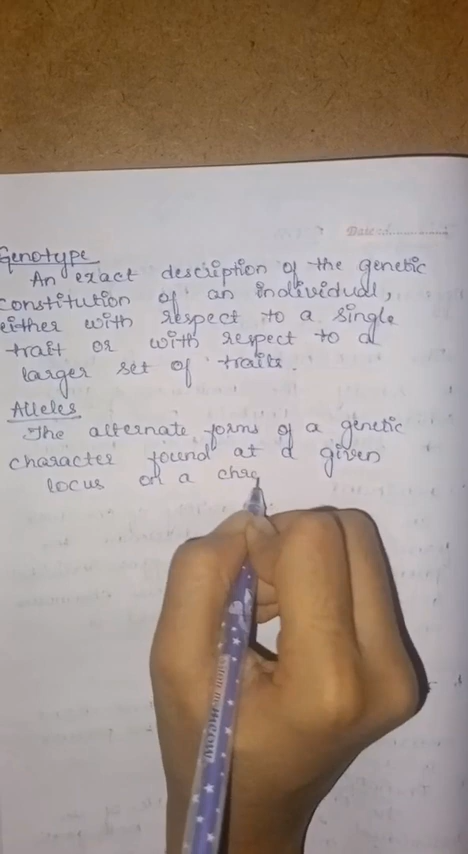 Date:
Genotype
An exact description of the genetic
constitution of an individual,
either with respect to a single
trait or with respect to a
larger set of traits.
Alleles
The alternate forms of a genetic
character found at a given
locus on a chro